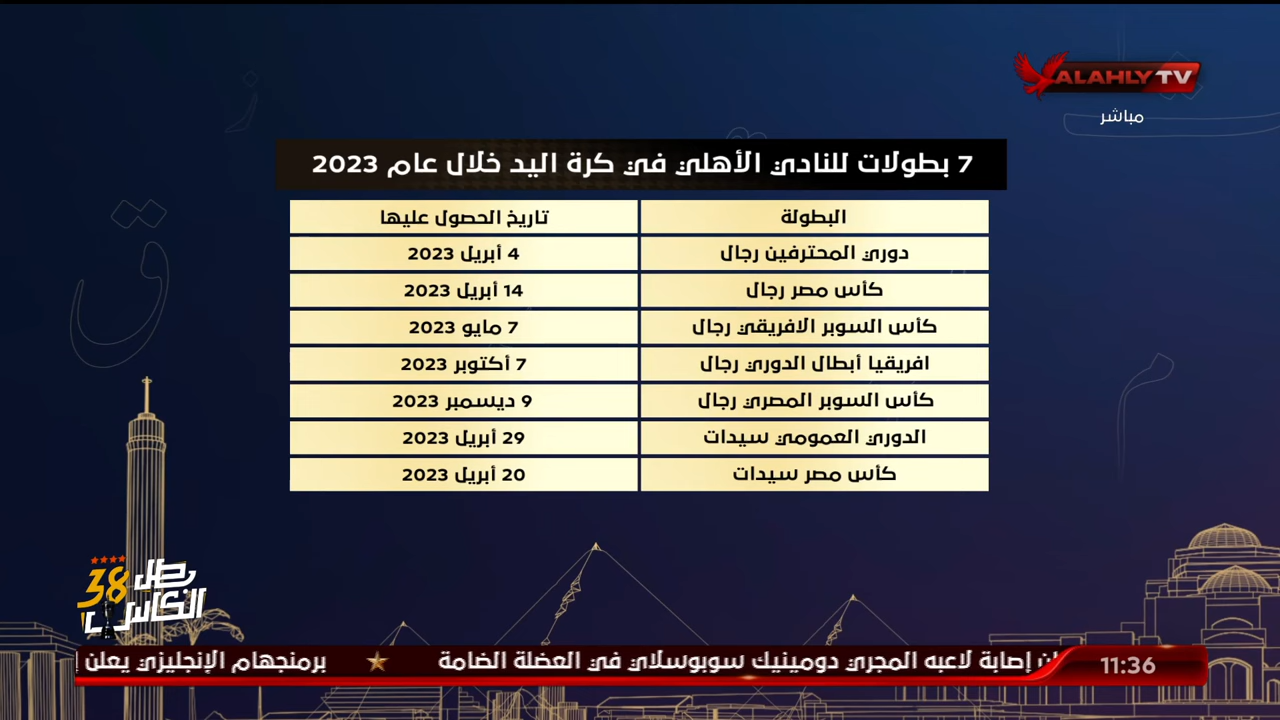 ALAHLY TV
مباشر
7 بطولات للنادي الأهلي في كرة اليد خلال عام 2023
البطولة تاريخ الحصول عليها
دوري المحترفين رجال 4 أبريل 2023
كأس مصر رجال 14 أبريل 2023
كأس السوبر الافريقي رجال 7 مايو 2023
افريقيا أبطال الدوري رجال 7 أكتوبر 2023
كأس السوبر المصري رجال 9 ديسمبر 2023
الدوري العمومي سيدات 29 أبريل 2023
كأس مصر سيدات 20 أبريل 2023
بطل 38
الكاس
11:36
إصابة لاعبه المجري دومينيك سوبوسلاي في العضلة الضامة ★ برمنجهام الإنجليزي يعلن
ق
م
ز